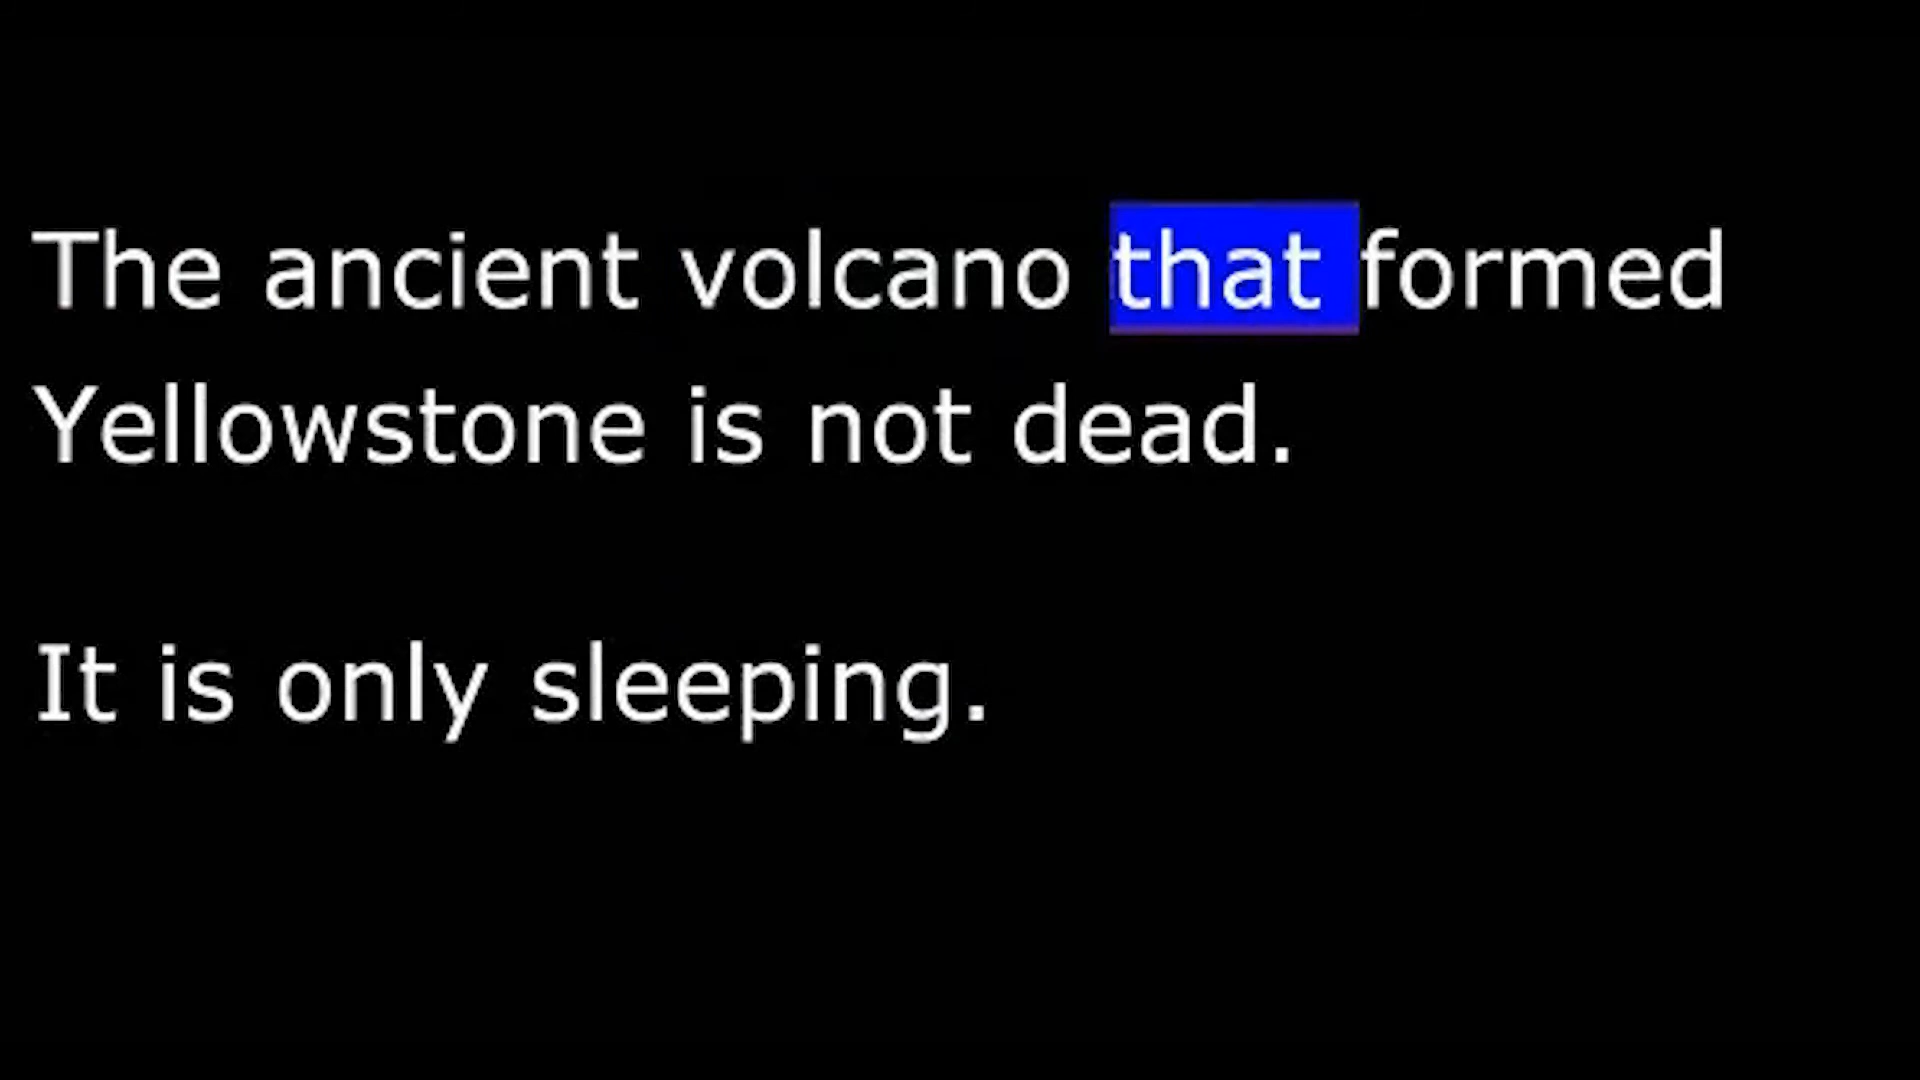 The ancient volcano that formed
Yellowstone is not dead.
It is only sleeping.